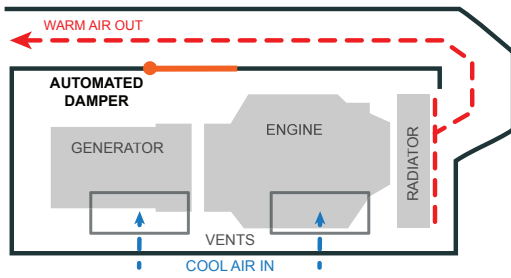 WARM AIR OUT
AUTOMATED
DAMPER
GENERATOR
ENGINE
RADIATOR
VENTS
COOL AIR IN